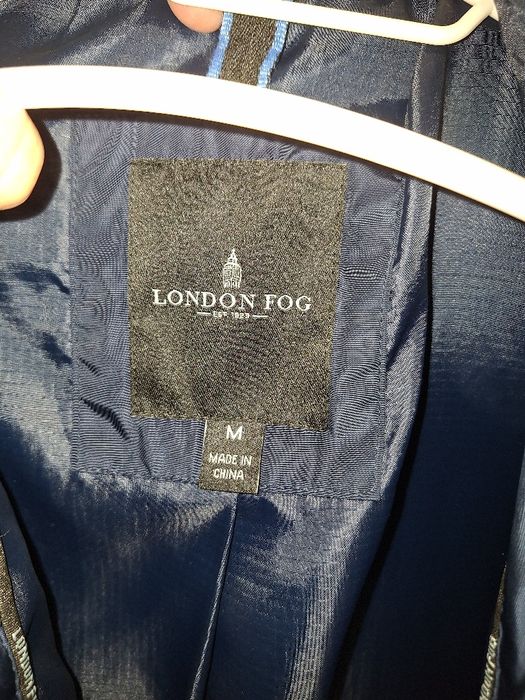 LONDON FOG
EST 1923
M
MADE IN
CHINA